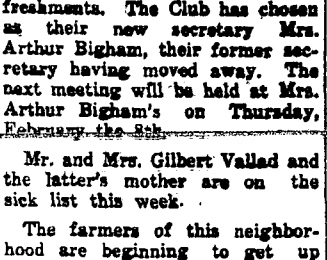 freshments. The Club has chosen
as their new secretary Mrs.
Arthur Bigham, their former sec-
retary having moved away. The
next meeting will be held at Mrs.
Arthur Bigham's on Thursday,
February the 8th.
Mr. and Mrs. Gilbert Vallad and
the latter's mother are on the
sick list this week.
The farmers of this neighbor-
hood are beginning to get up